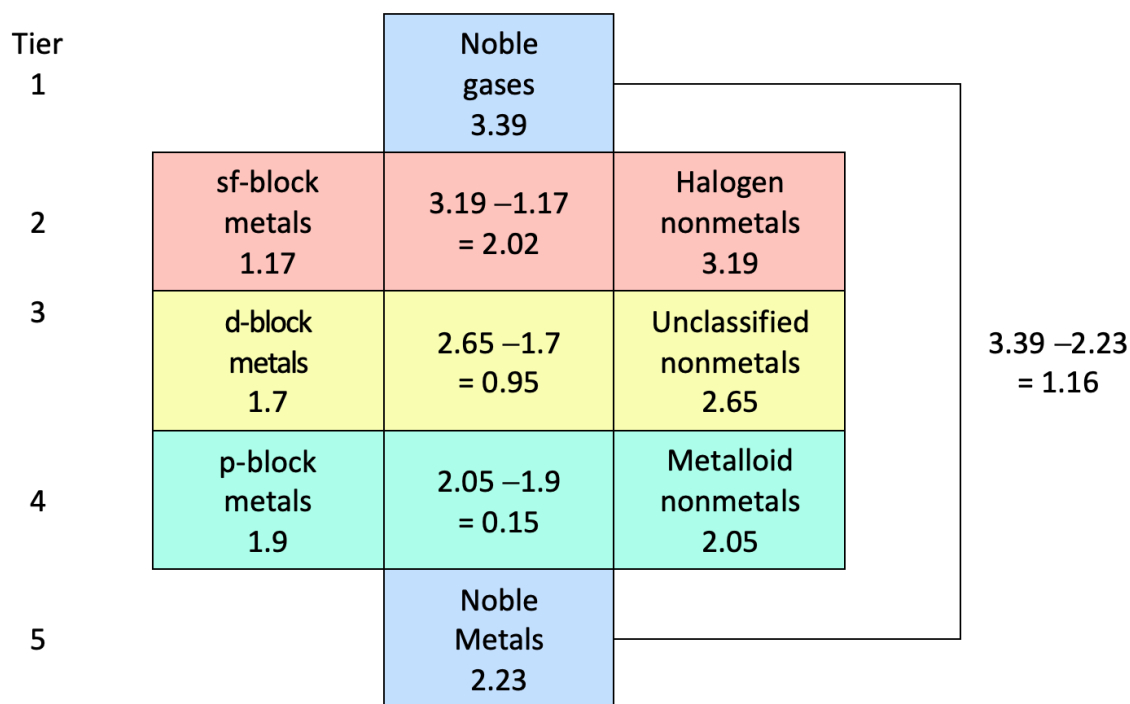 Tier
1
Noble
gases
3.39
2
sf-block
metals
1.17
3.19 –1.17
= 2.02
Halogen
nonmetals
3.19
3
d-block
metals
1.7
2.65 –1.7
= 0.95
Unclassified
nonmetals
2.65
3.39 –2.23
= 1.16
4
p-block
metals
1.9
2.05 –1.9
= 0.15
Metalloid
nonmetals
2.05
5
Noble
Metals
2.23